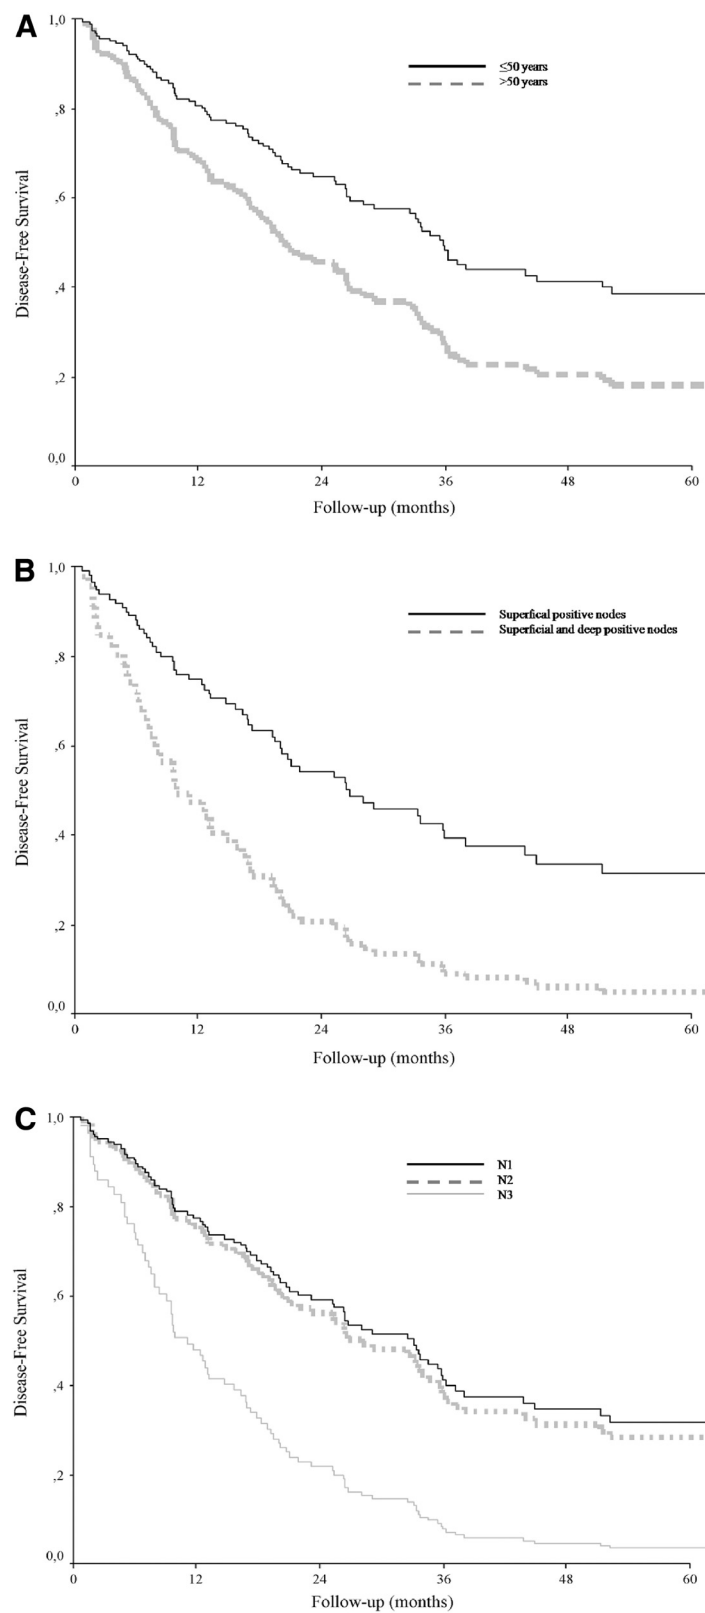 A
1,0
≤50 years
>50 years
,8
,6
,4
,2
0,0
Disease-Free Survival
0 12 24 36 48 60
Follow-up (months)
B
1,0
Superfical positive nodes
Superficial and deep positive nodes
,8
,6
,4
,2
0,0
Disease-Free Survival
0 12 24 36 48 60
Follow-up (months)
C
1,0
N1
N2
N3
,8
,6
,4
,2
0,0
Disease-Free Survival
0 12 24 36 48 60
Follow-up (months)